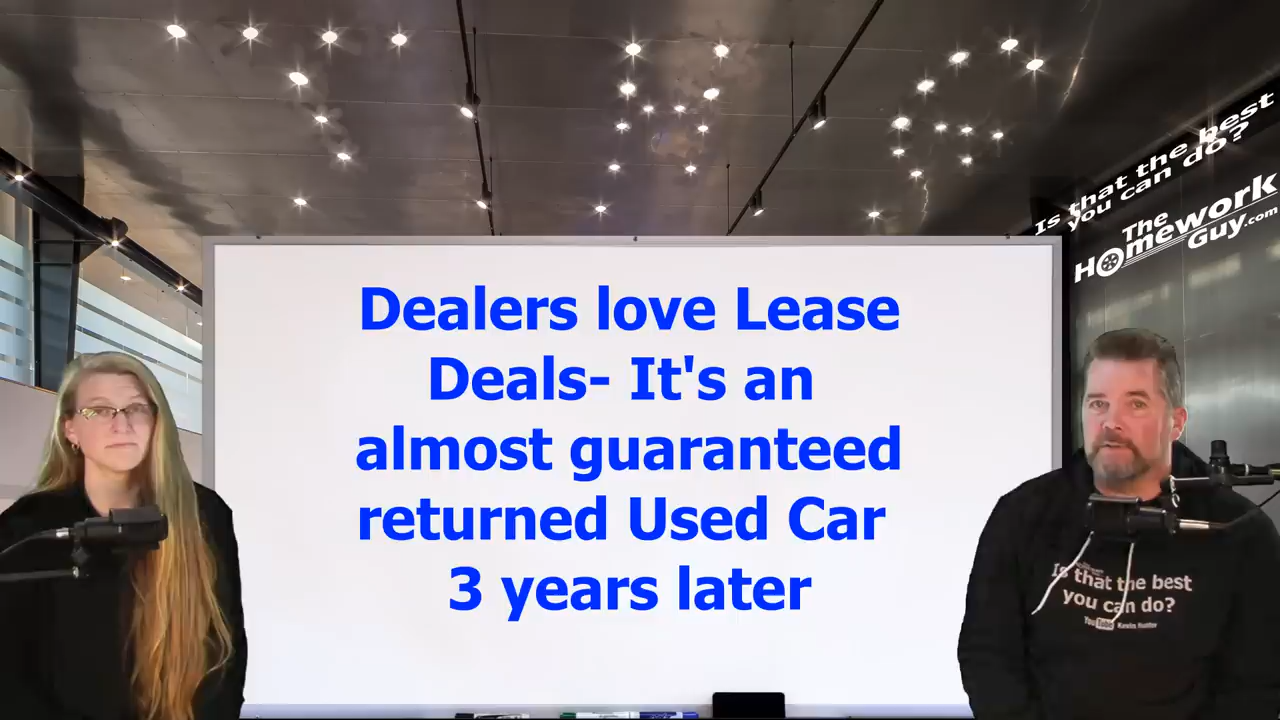 Is that the best
you can do?
The
Homework
Guy.com
Dealers love Lease
Deals- It's an
almost guaranteed
returned Used Car
3 years later
Is that the best
you can do?
YouTube Kevin Hunter